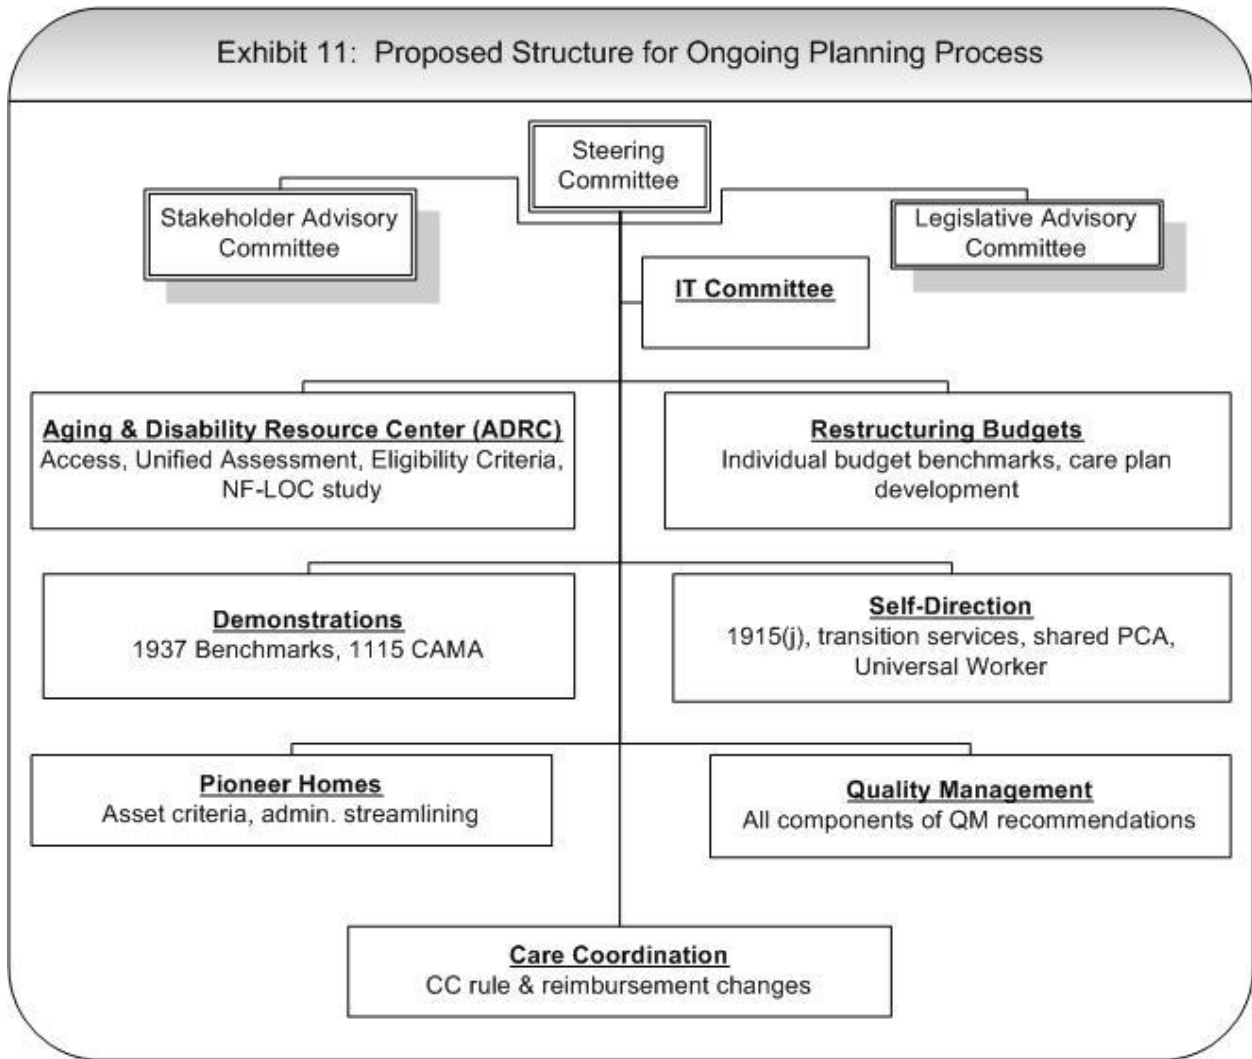 Exhibit 11: Proposed Structure for Ongoing Planning Process
Steering
Committee
Stakeholder Advisory
Committee
Legislative Advisory
Committee
IT Committee
Aging & Disability Resource Center (ADRC)
Access, Unified Assessment, Eligibility Criteria,
NF-LOC study
Restructuring Budgets
Individual budget benchmarks, care plan
development
Demonstrations
1937 Benchmarks, 1115 CAMA
Self-Direction
1915(j), transition services, shared PCA,
Universal Worker
Pioneer Homes
Asset criteria, admin. streamlining
Quality Management
All components of QM recommendations
Care Coordination
CC rule & reimbursement changes